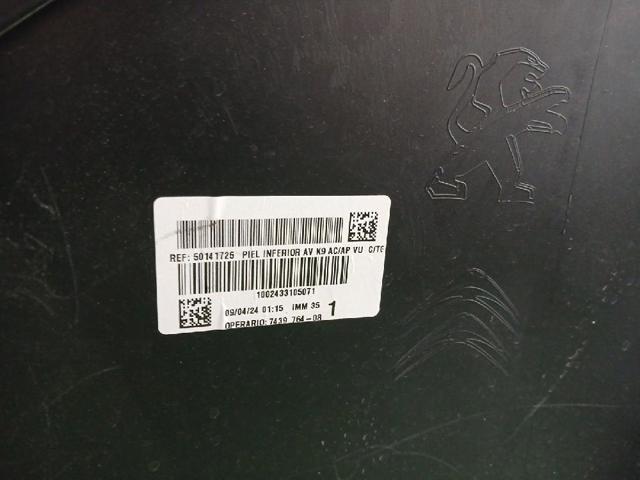 REF: 50141725 PIEL INFERIOR AV K9 AC/AP VU C/TG
1002433105071
09/04/24 01:15 IMM 35 1
OPERARIO: 7439 764-08